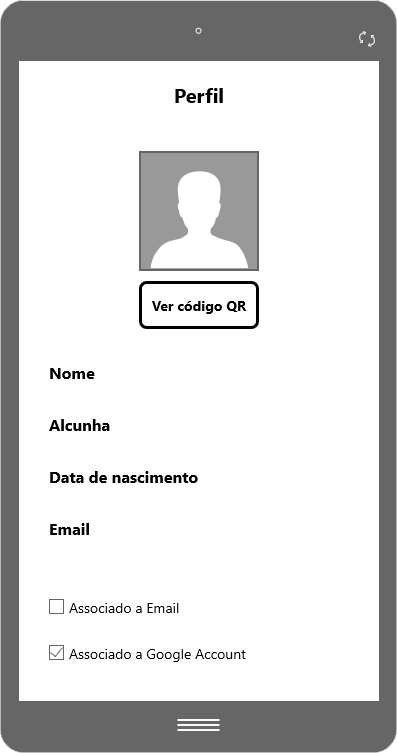 Perfil
Ver código QR
Nome
Alcunha
Data de nascimento
Email
Associado a Email
Associado a Google Account